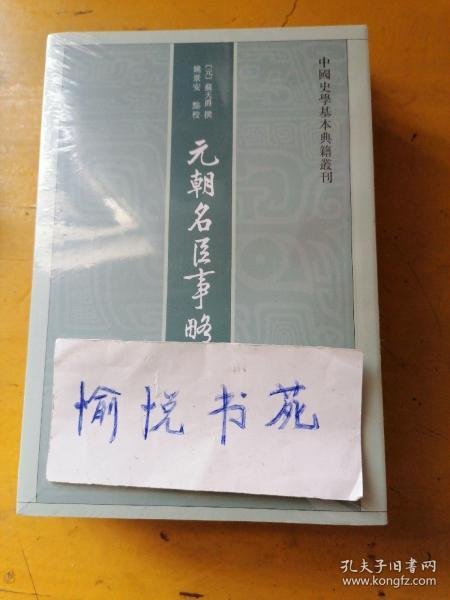 中國史學基本典籍叢刊
〔元〕蘇天爵 撰
姚景安 點校
元朝名臣事略
愉悦书苑
孔夫子旧书网
www.kongfz.com